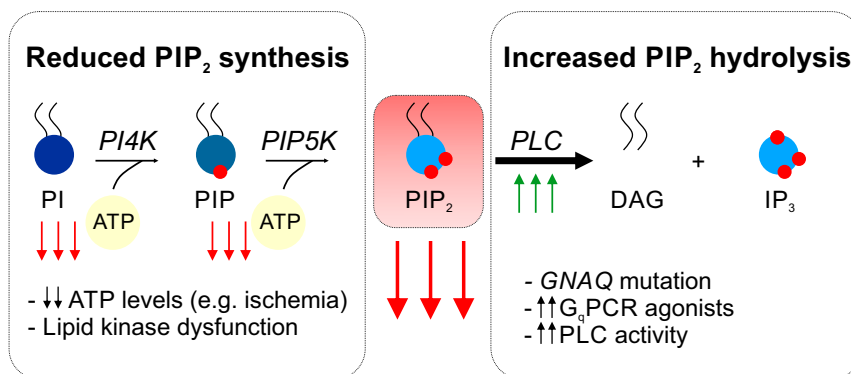 Reduced PIP₂ synthesis
PI4K
PIP5K
PI
ATP
PIP
ATP
- ↓↓ ATP levels (e.g. ischemia)
- Lipid kinase dysfunction
PIP₂
Increased PIP₂ hydrolysis
PLC
+
DAG
IP₃
- GNAQ mutation
- ↑↑GqPCR agonists
- ↑↑PLC activity